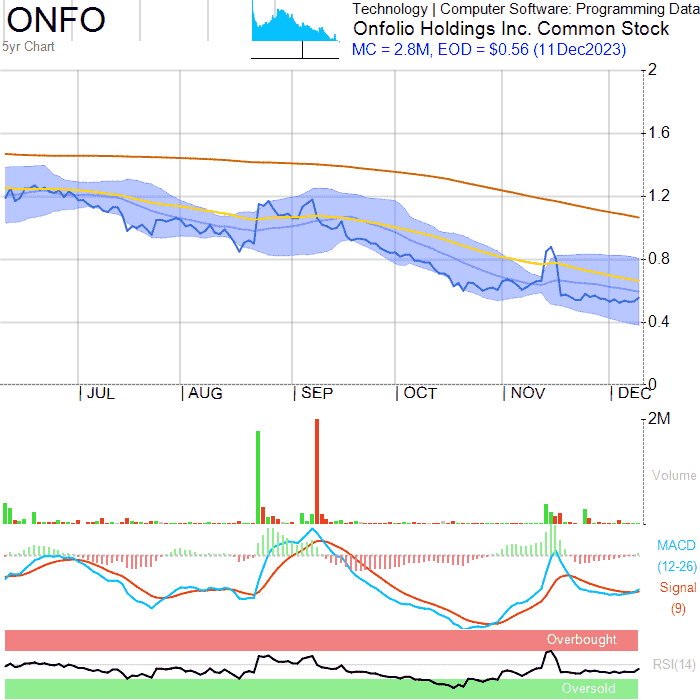 ONFO
5yr Chart
Technology | Computer Software: Programming Data
Onfolio Holdings Inc. Common Stock
MC = 2.8M, EOD = $0.56 (11Dec2023)
2
1.6
1.2
0.8
0.4
0
JUL AUG SEP OCT NOV DEC
2M
Volume
MACD
(12-26)
Signal
(9)
Overbought
RSI(14)
Oversold